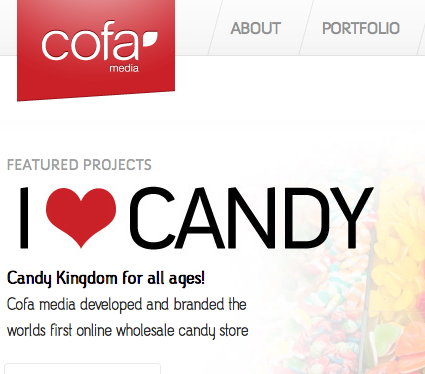 cofa
media
ABOUT PORTFOLIO
FEATURED PROJECTS
I ❤ CANDY
Candy Kingdom for all ages!
Cofa media developed and branded the
worlds first online wholesale candy store